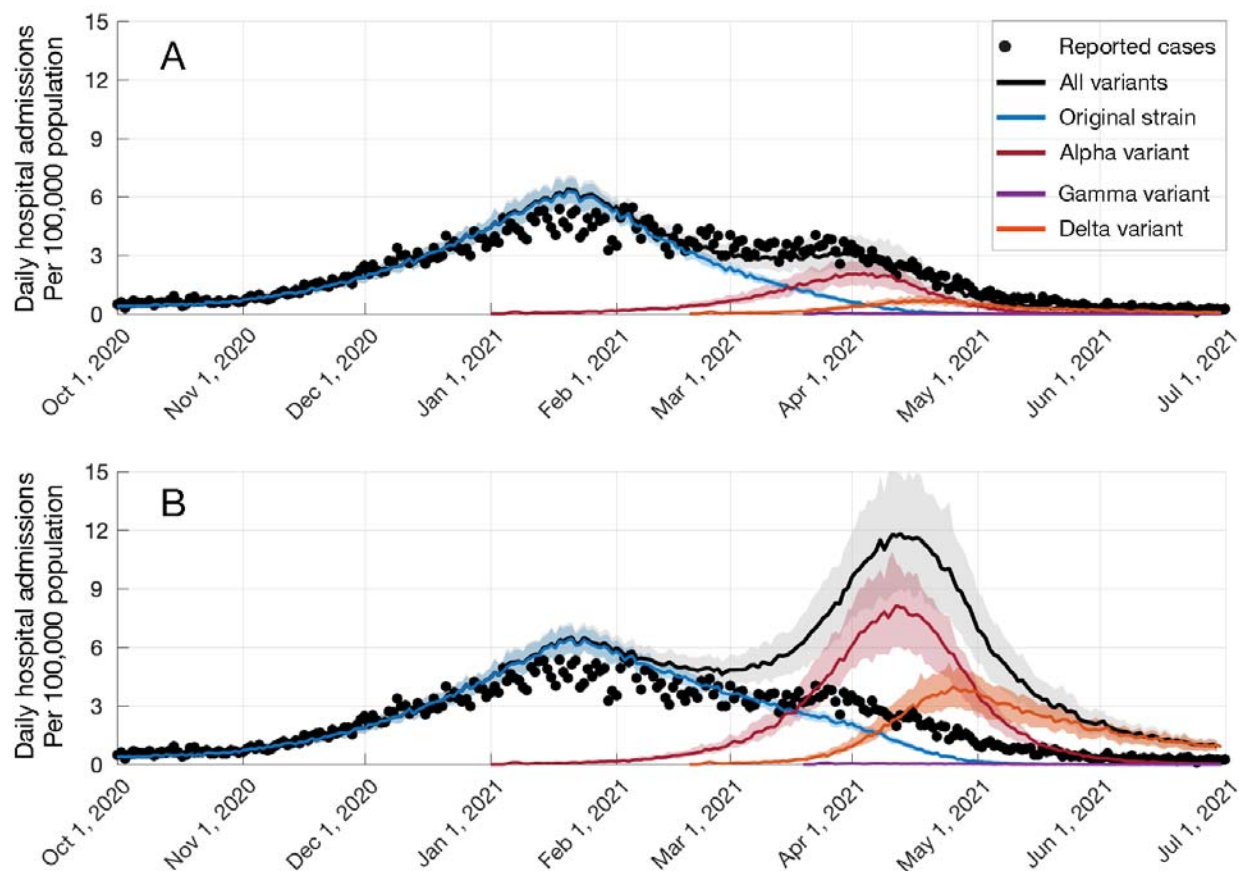 A
Daily hospital admissions
Per 100,000 population
15
12
9
6
3
0
Reported cases
All variants
Original strain
Alpha variant
Gamma variant
Delta variant
Oct 1, 2020
Nov 1, 2020
Dec 1, 2020
Jan 1, 2021
Feb 1, 2021
Mar 1, 2021
Apr 1, 2021
May 1, 2021
Jun 1, 2021
Jul 1, 2021
B
Daily hospital admissions
Per 100,000 population
15
12
9
6
3
0
Oct 1, 2020
Nov 1, 2020
Dec 1, 2020
Jan 1, 2021
Feb 1, 2021
Mar 1, 2021
Apr 1, 2021
May 1, 2021
Jun 1, 2021
Jul 1, 2021